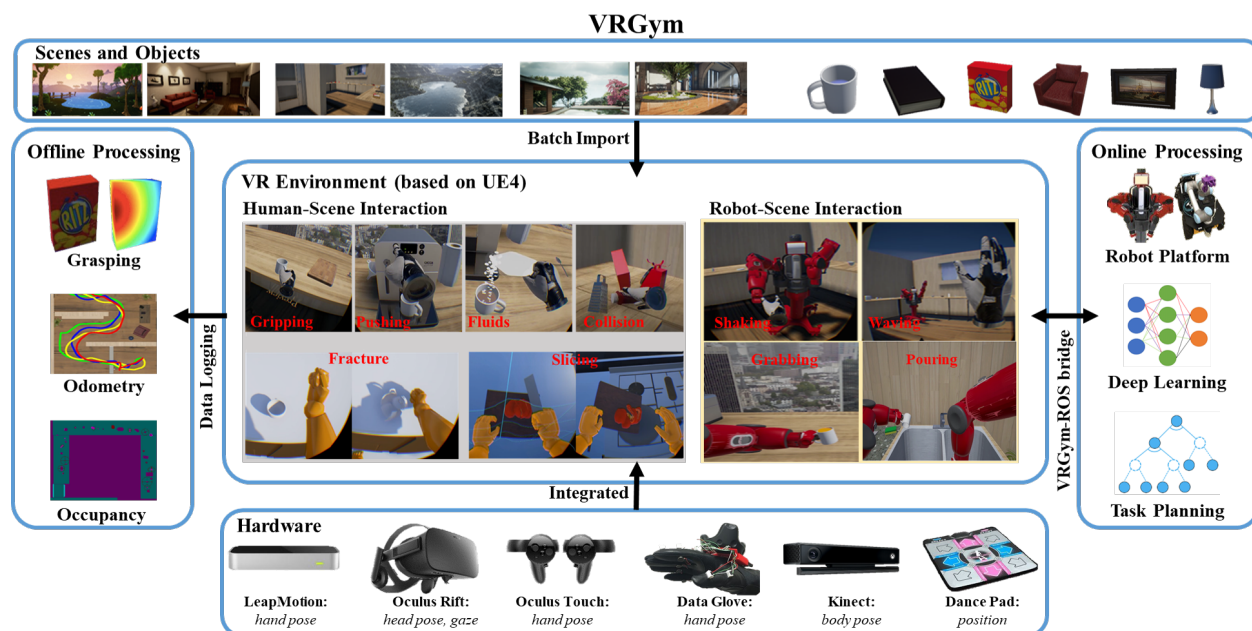 VRGym
Scenes and Objects
RITZ
Batch Import
Offline Processing
RITZ
Grasping
Odometry
Occupancy
Data Logging
VR Environment (based on UE4)
Human-Scene Interaction
Gripping
Pushing
Fluids
Collision
Fracture
Slicing
Robot-Scene Interaction
Shaking
Waving
Grabbing
Pouring
VRGym-ROS bridge
Online Processing
Robot Platform
Deep Learning
Task Planning
Integrated
Hardware
LeapMotion:
hand pose
Oculus Rift:
head pose, gaze
Oculus Touch:
hand pose
Data Glove:
hand pose
Kinect:
body pose
Dance Pad:
position